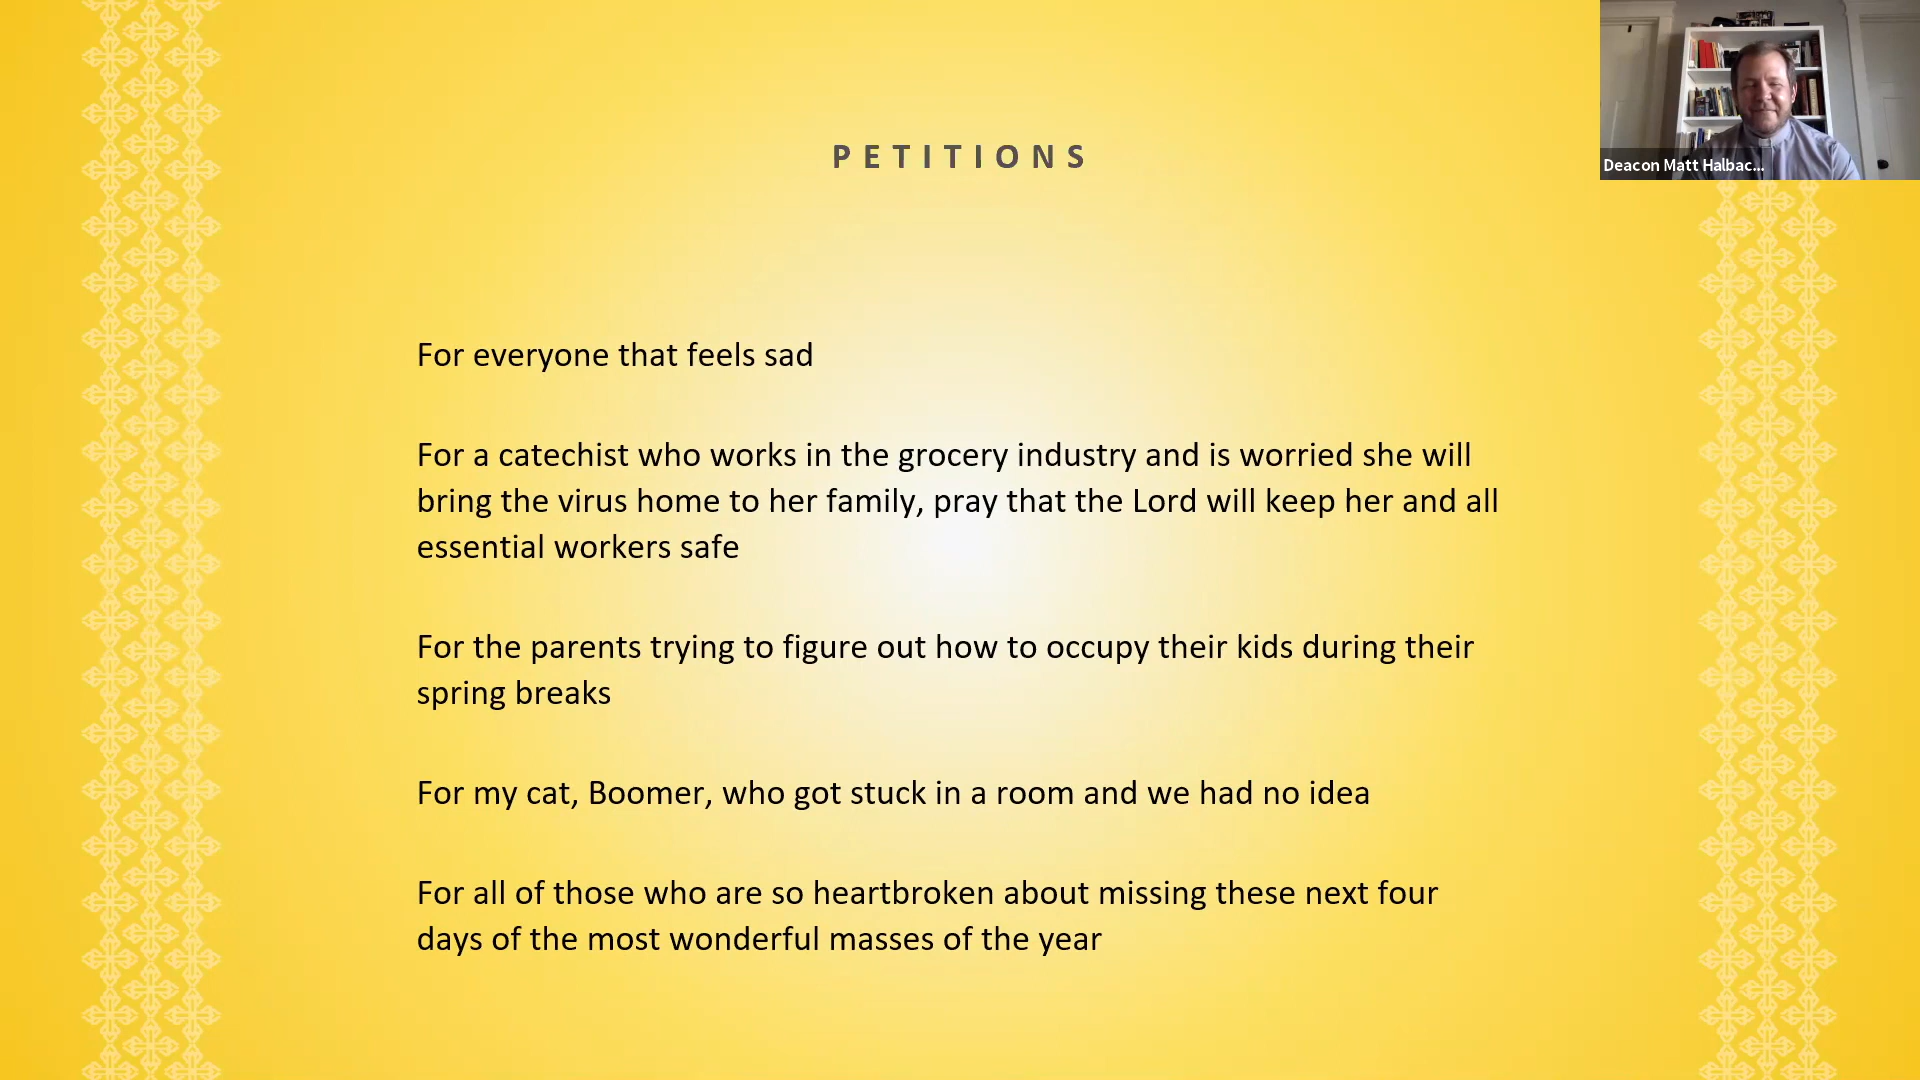 PETITIONS
Deacon Matt Halbac...
For everyone that feels sad
For a catechist who works in the grocery industry and is worried she will
bring the virus home to her family, pray that the Lord will keep her and all
essential workers safe
For the parents trying to figure out how to occupy their kids during their
spring breaks
For my cat, Boomer, who got stuck in a room and we had no idea
For all of those who are so heartbroken about missing these next four
days of the most wonderful masses of the year